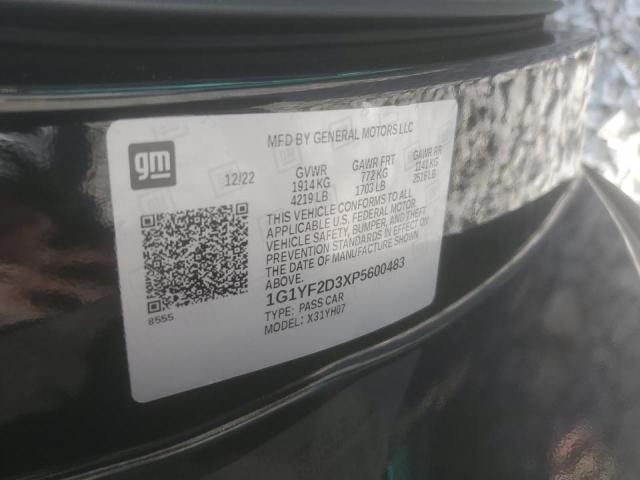 MFD BY GENERAL MOTORS LLC
gm
12/22
GVWR GAWR FRT GAWR RR
1914 KG 772 KG 1141 KG
4219 LB 1703 LB 2516 LB
THIS VEHICLE CONFORMS TO ALL
APPLICABLE U.S. FEDERAL MOTOR
VEHICLE SAFETY, BUMPER, AND THEFT
PREVENTION STANDARDS IN EFFECT ON
THE DATE OF MANUFACTURE SHOWN
ABOVE.
1G1YF2D3XP5600483
TYPE: PASS CAR
MODEL: X31YH07
8555